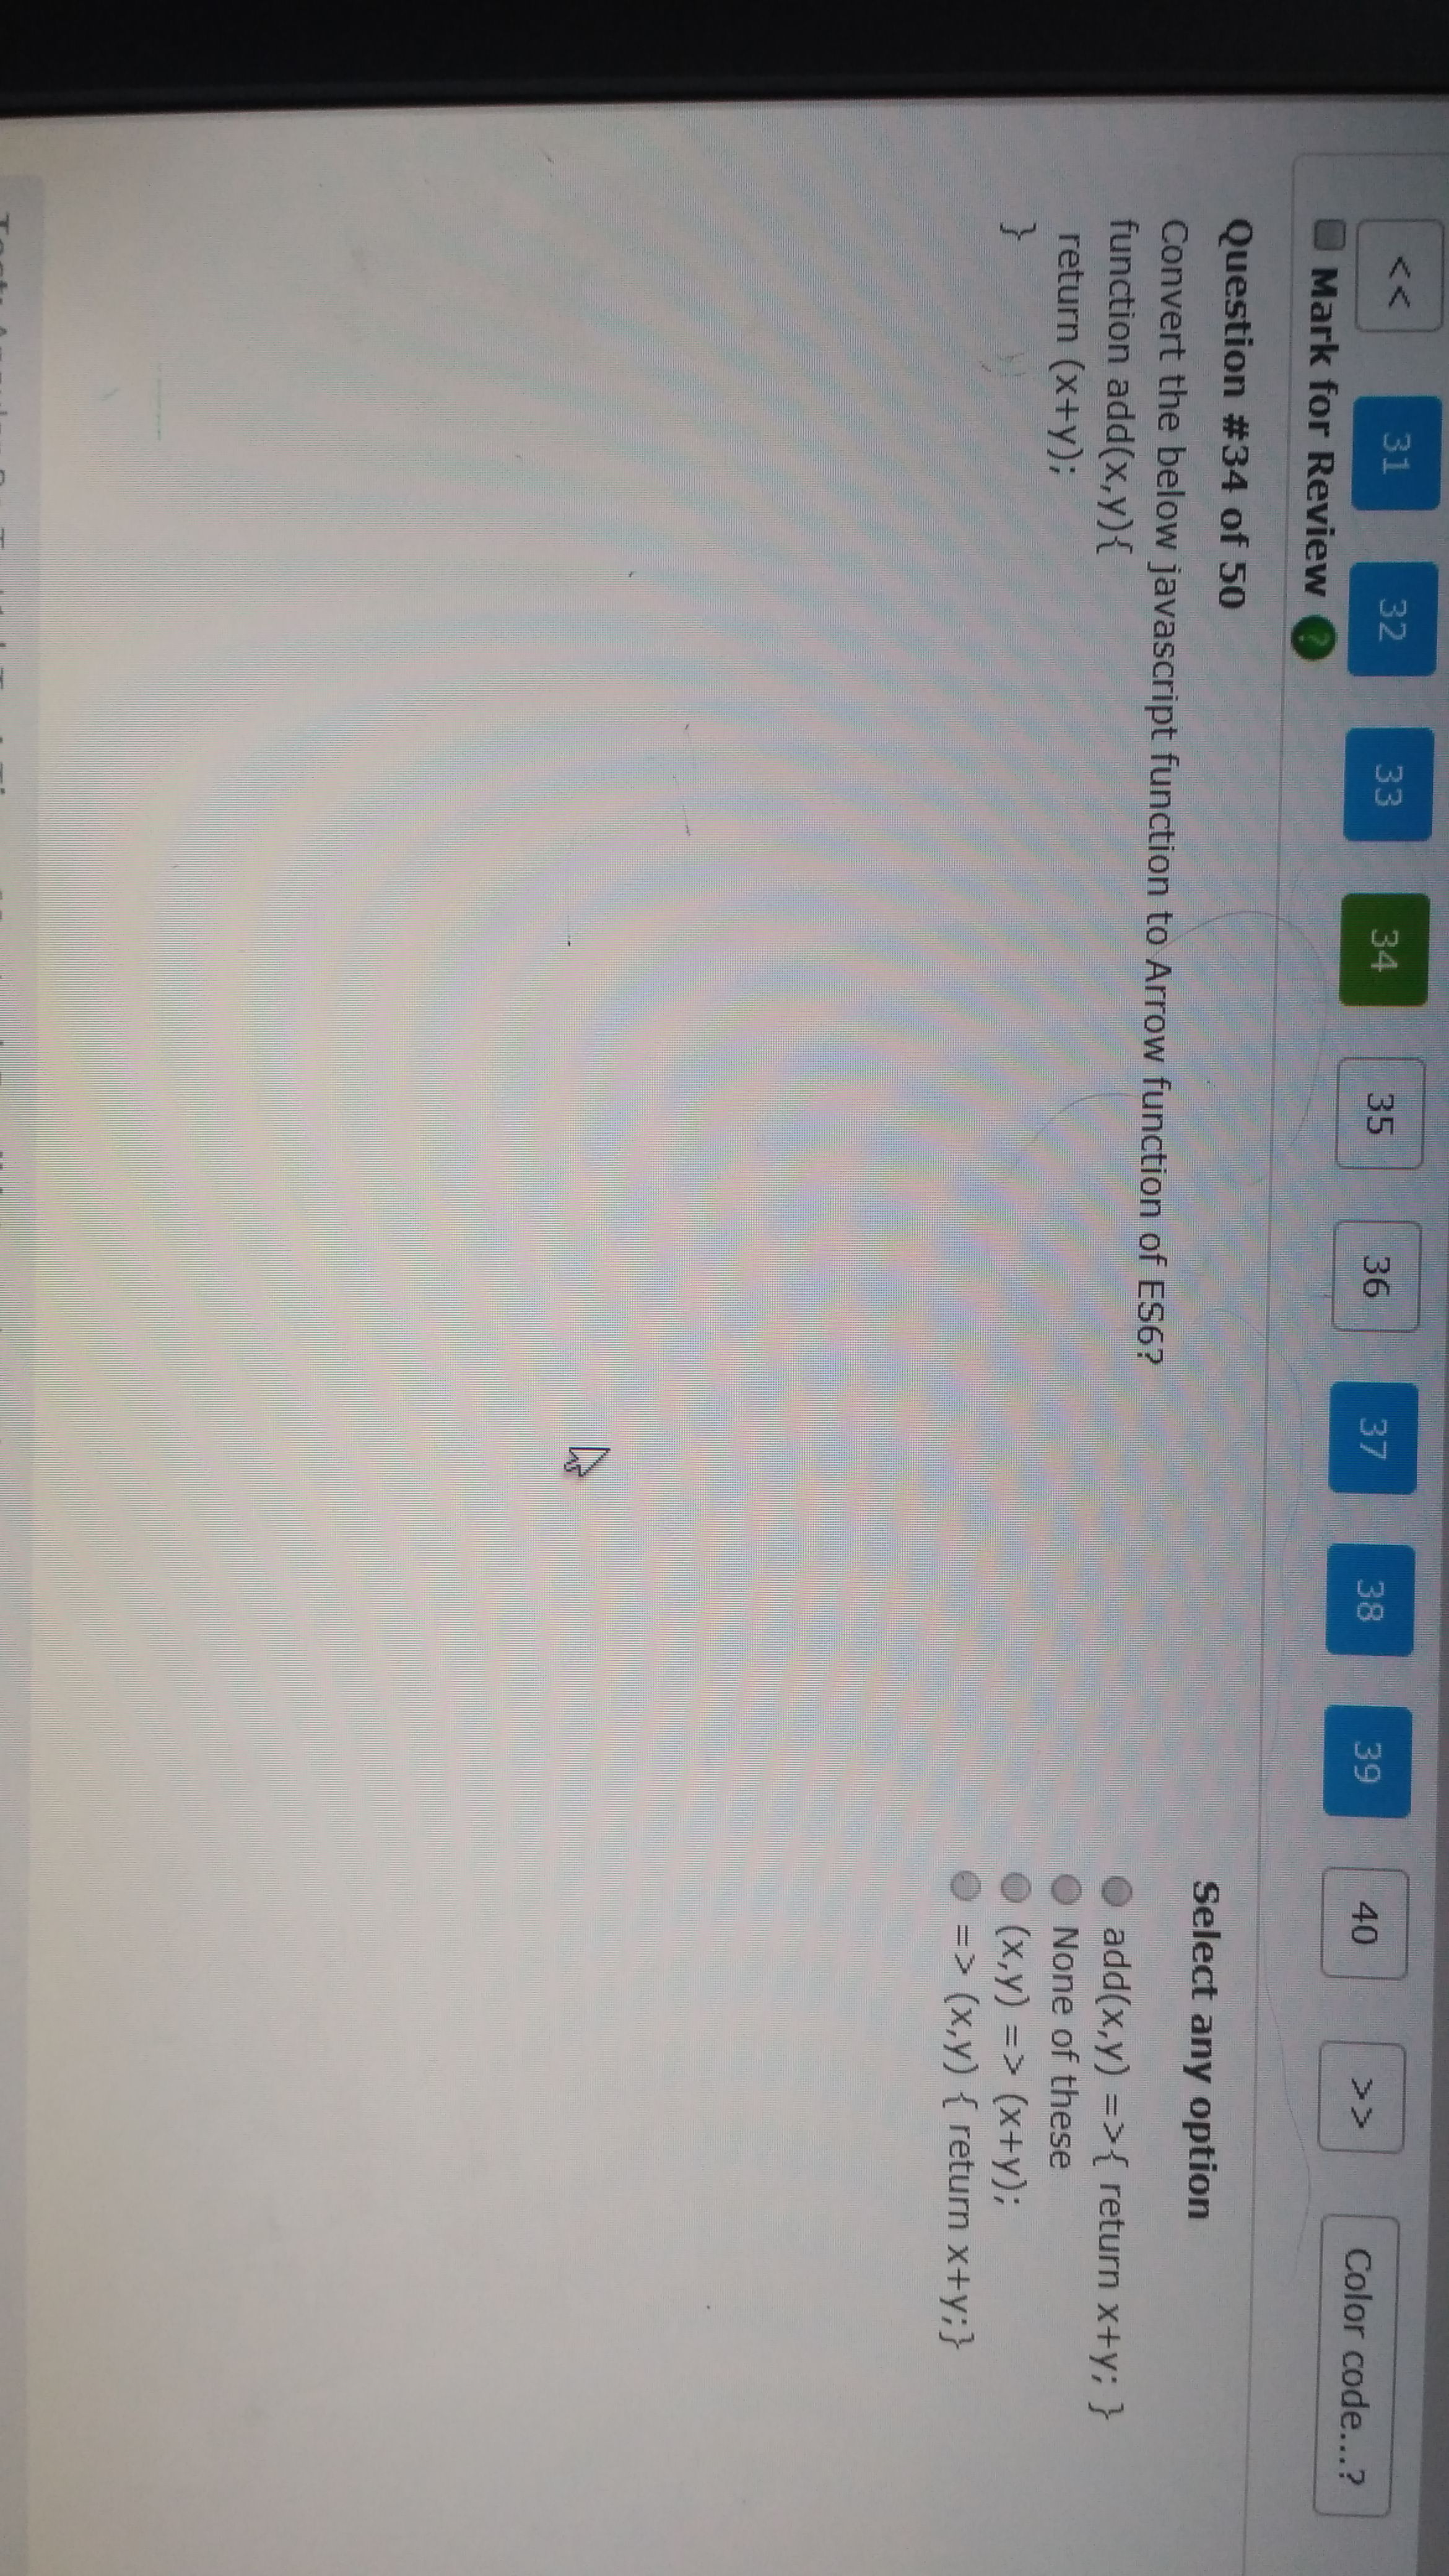 << 31 32 33 34 35 36 37 38 39 40 >> Color code...?
Mark for Review ?
Question #34 of 50
Convert the below javascript function to Arrow function of ES6?
function add(x,y){
return (x+y);
}
Select any option
add(x,y) =>{ return x+y; }
None of these
(x,y) => (x+y);
=> (x,y) { return x+y;}